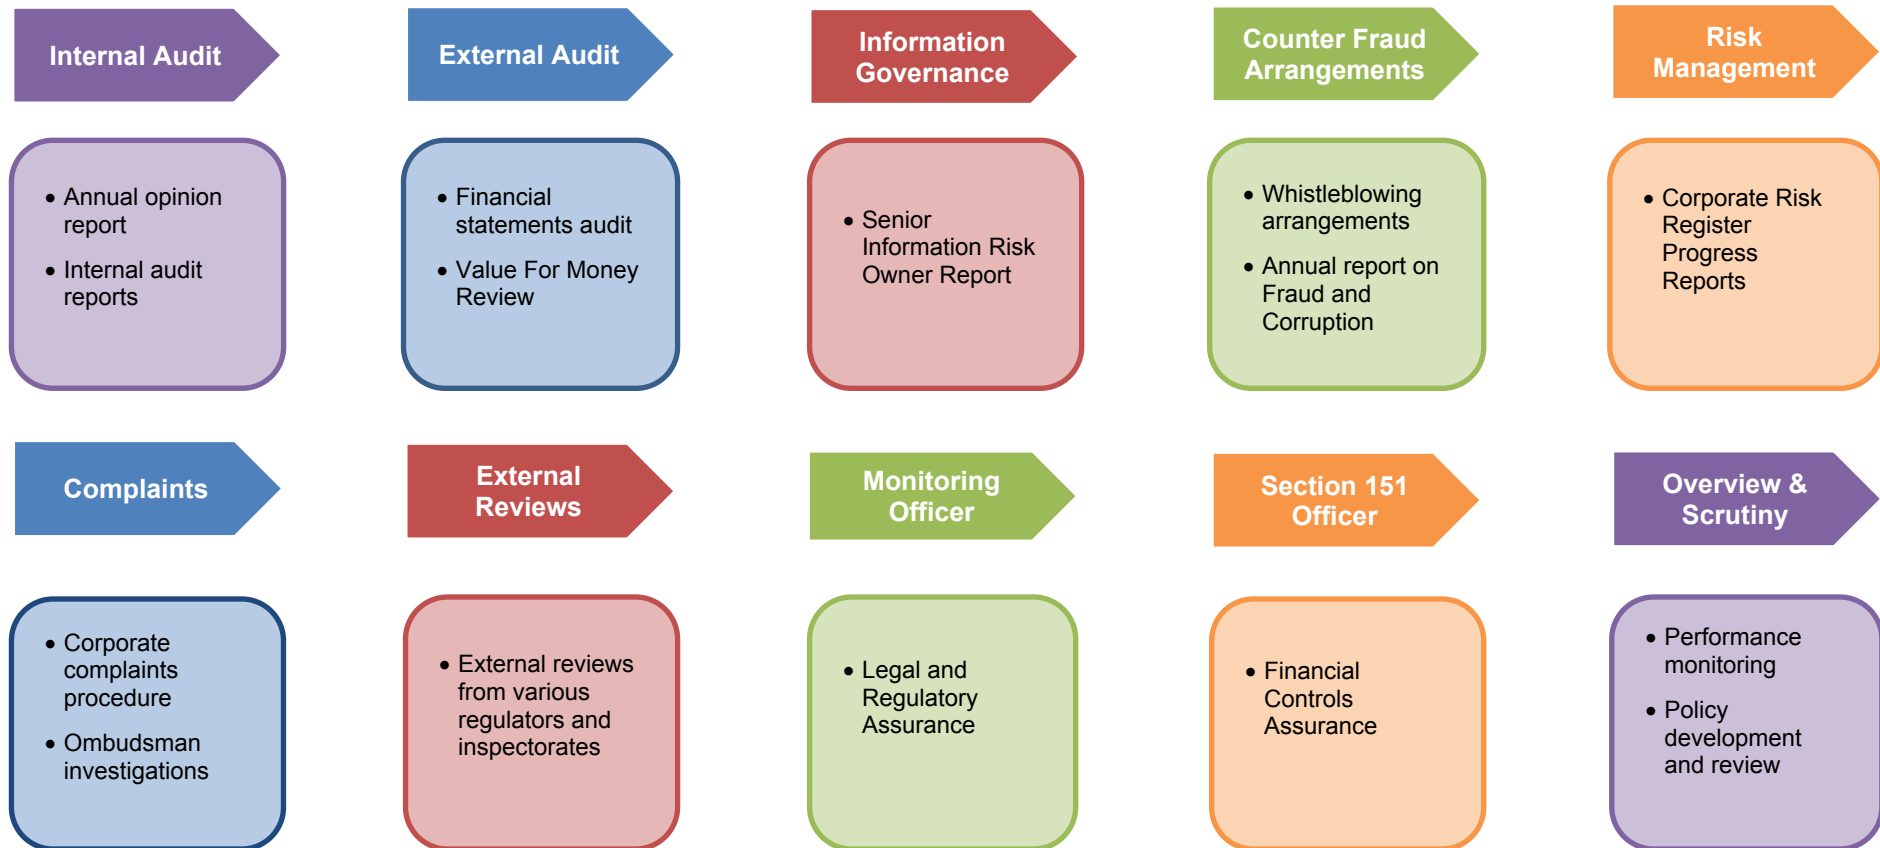 Internal Audit
External Audit
Information
Governance
Counter Fraud
Arrangements
Risk
Management
• Annual opinion
report
• Internal audit
reports
• Financial
statements audit
• Value For Money
Review
• Senior
Information Risk
Owner Report
• Whistleblowing
arrangements
• Annual report on
Fraud and
Corruption
• Corporate Risk
Register
Progress
Reports
Complaints
External
Reviews
Monitoring
Officer
Section 151
Officer
Overview &
Scrutiny
• Corporate
complaints
procedure
• Ombudsman
investigations
• External reviews
from various
regulators and
inspectorates
• Legal and
Regulatory
Assurance
• Financial
Controls
Assurance
• Performance
monitoring
• Policy
development
and review